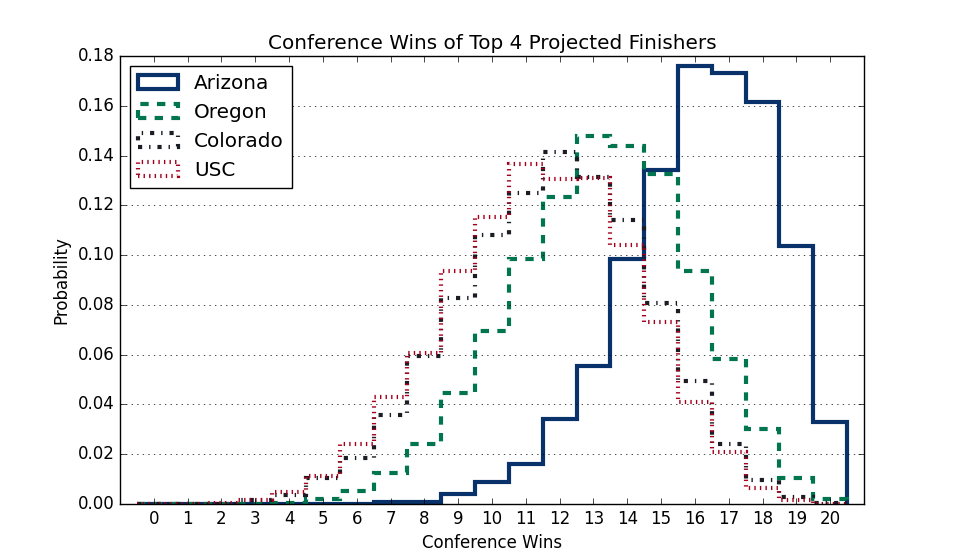 Conference Wins of Top 4 Projected Finishers
Arizona
Oregon
Colorado
USC
Probability
0.18
0.16
0.14
0.12
0.10
0.08
0.06
0.04
0.02
0.00
0 1 2 3 4 5 6 7 8 9 10 11 12 13 14 15 16 17 18 19 20
Conference Wins